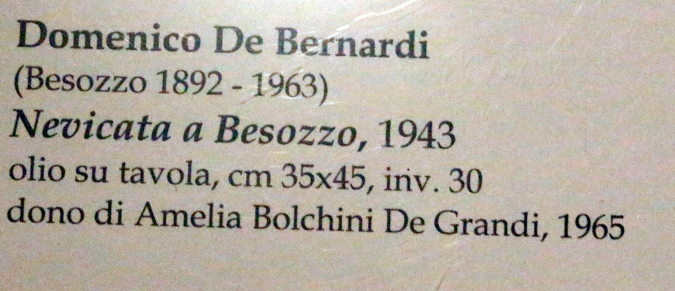 Domenico De Bernardi
(Besozzo 1892 - 1963)
Nevicata a Besozzo, 1943
olio su tavola, cm 35x45, inv. 30
dono di Amelia Bolchini De Grandi, 1965